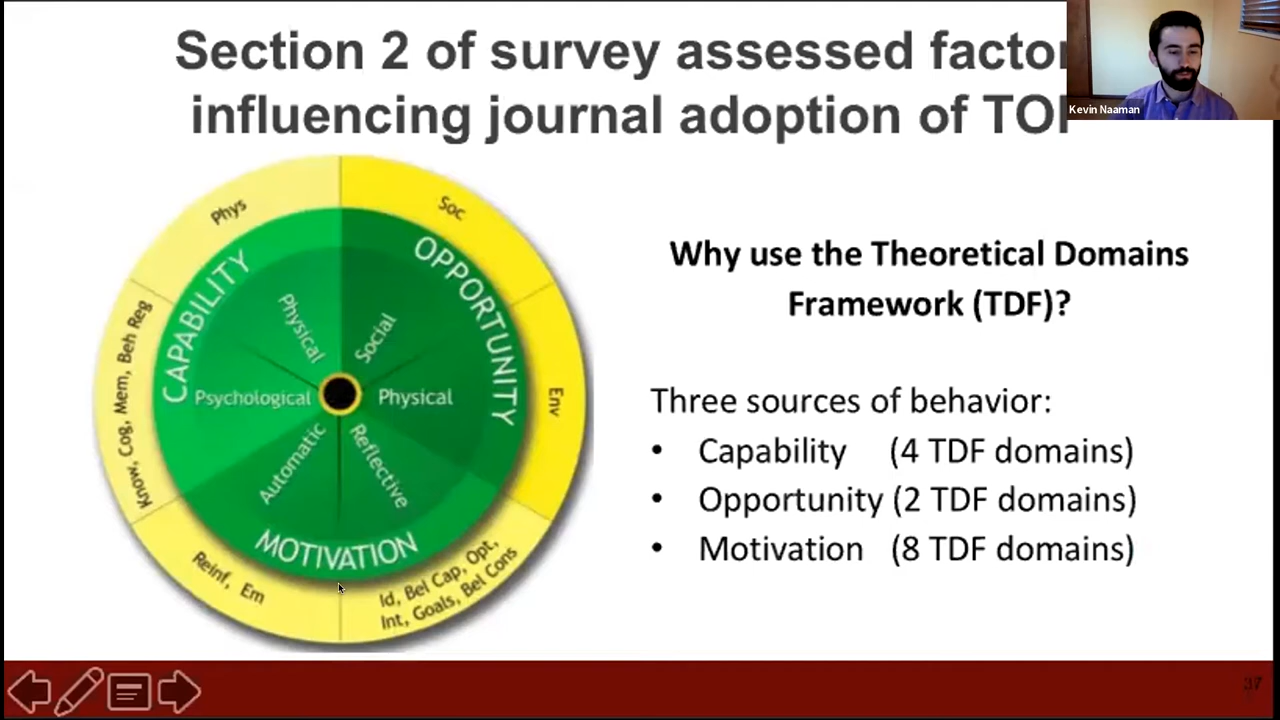 Section 2 of survey assessed factor
influencing journal adoption of TO
Kevin Naaman
Phys
Soc
CAPABILITY
OPPORTUNITY
Physical
Social
Know, Cog, Mem, Beh Reg
Psychological
Physical
Env
Automatic
Reflective
MOTIVATION
Reinf, Em
Id, Bel Cap, Opt,
Int, Goals, Bel Cons
Why use the Theoretical Domains
Framework (TDF)?
Three sources of behavior:
• Capability (4 TDF domains)
• Opportunity (2 TDF domains)
• Motivation (8 TDF domains)
37